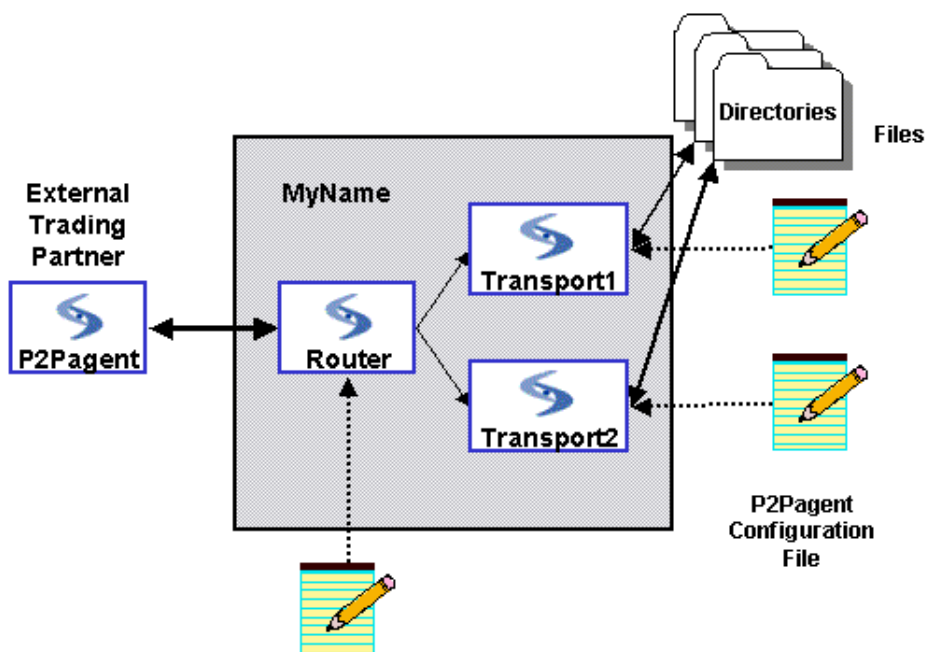 Directories
Files
MyName
External
Trading
Partner
Transport1
P2Pagent
Router
Transport2
P2Pagent
Configuration
File